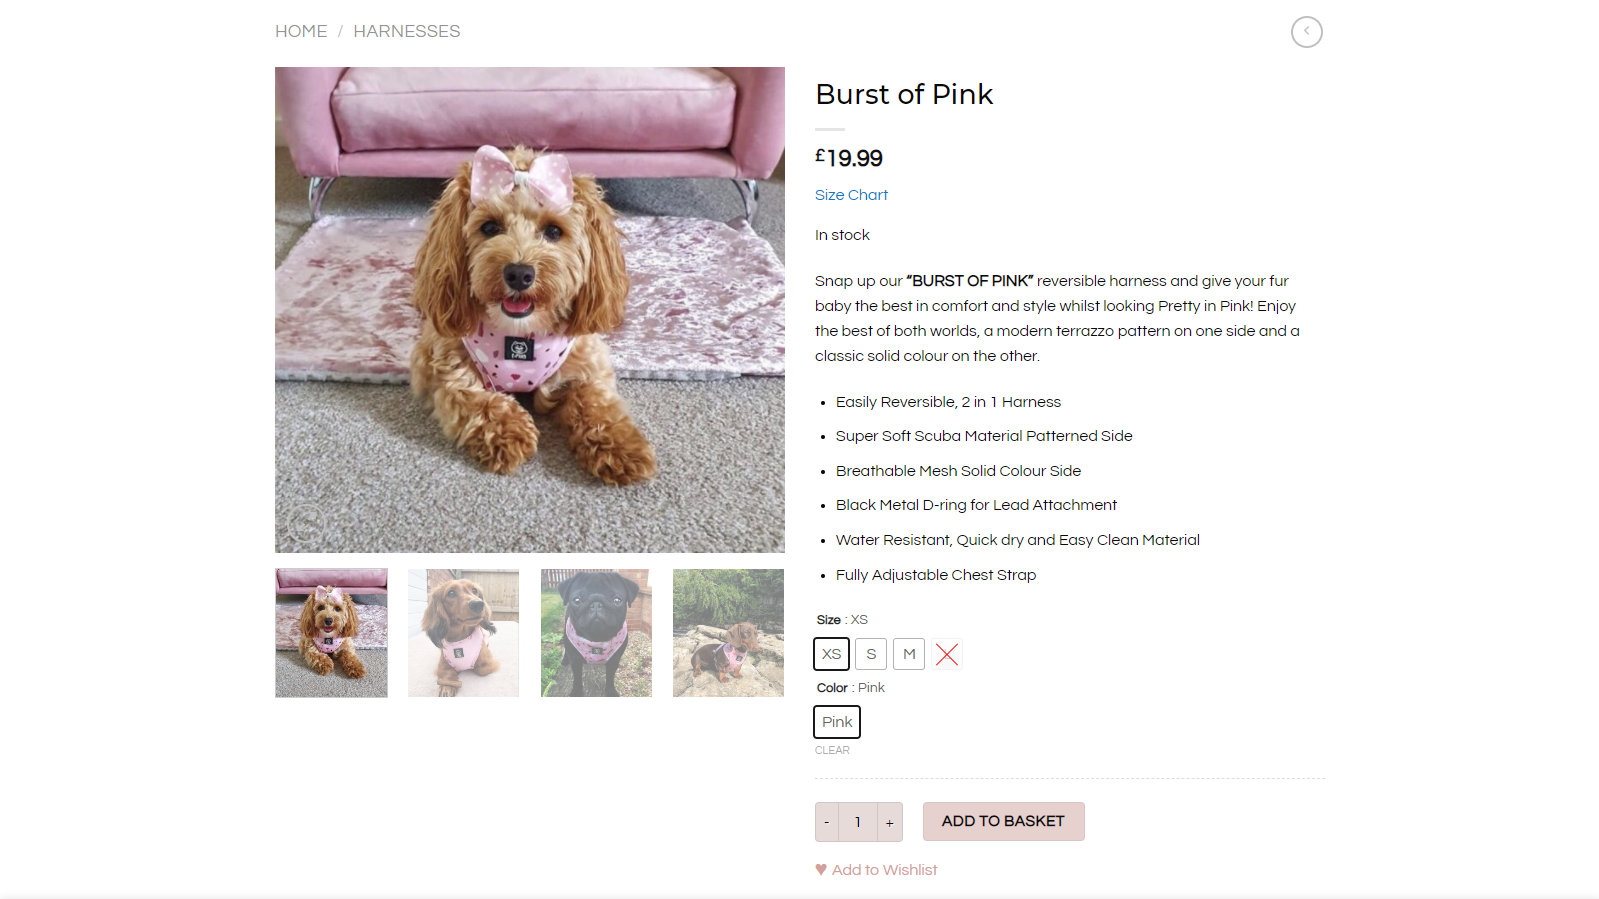 HOME / HARNESSES
Burst of Pink
£19.99
Size Chart
In stock
Snap up our “BURST OF PINK” reversible harness and give your fur
baby the best in comfort and style whilst looking Pretty in Pink! Enjoy
the best of both worlds, a modern terrazzo pattern on one side and a
classic solid colour on the other.
• Easily Reversible, 2 in 1 Harness
• Super Soft Scuba Material Patterned Side
• Breathable Mesh Solid Colour Side
• Black Metal D-ring for Lead Attachment
• Water Resistant, Quick dry and Easy Clean Material
• Fully Adjustable Chest Strap
Size : XS
XS S M
Color : Pink
Pink
CLEAR
- 1 + ADD TO BASKET
♥ Add to Wishlist